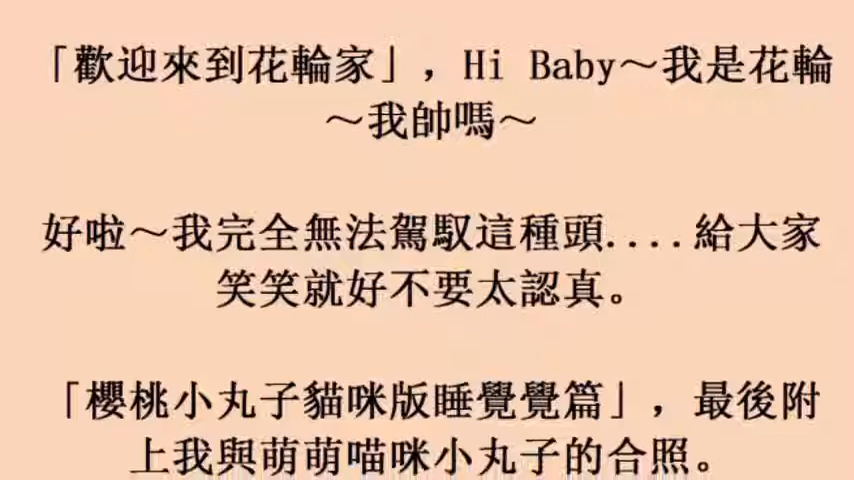 「歡迎來到花輪家」，Hi Baby～我是花輪
～我帥嗎～
好啦～我完全無法駕馭這種頭....給大家
笑笑就好不要太認真。
「櫻桃小丸子貓咪版睡覺覺篇」，最後附
上我與萌萌喵咪小丸子的合照。